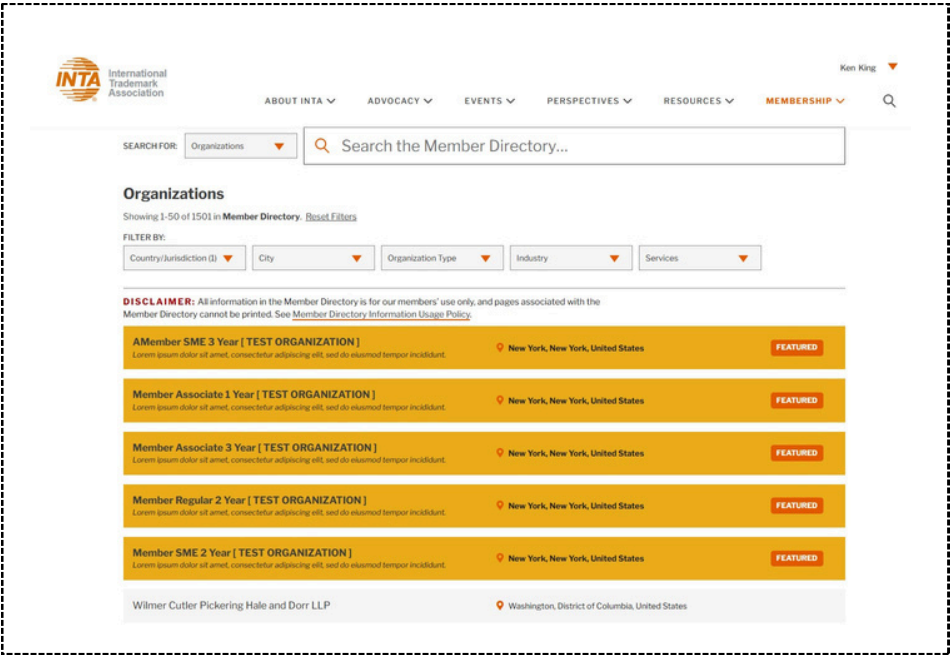 INTA International
Trademark
Association
Ken King
ABOUT INTA ADVOCACY EVENTS PERSPECTIVES RESOURCES MEMBERSHIP
SEARCH FOR: Organizations Search the Member Directory...
Organizations
Showing 1-50 of 1501 in Member Directory. Reset Filters
FILTER BY:
Country/Jurisdiction (1) City Organization Type Industry Services
DISCLAIMER: All information in the Member Directory is for our members' use only, and pages associated with the
Member Directory cannot be printed. See Member Directory Information Usage Policy.
AMember SME 3 Year [ TEST ORGANIZATION ]
Lorem ipsum dolor sit amet, consectetur adipiscing elit, sed do eiusmod tempor incididunt.
New York, New York, United States FEATURED
Member Associate 1 Year [ TEST ORGANIZATION ]
Lorem ipsum dolor sit amet, consectetur adipiscing elit, sed do eiusmod tempor incididunt.
New York, New York, United States FEATURED
Member Associate 3 Year [ TEST ORGANIZATION ]
Lorem ipsum dolor sit amet, consectetur adipiscing elit, sed do eiusmod tempor incididunt.
New York, New York, United States FEATURED
Member Regular 2 Year [ TEST ORGANIZATION ]
Lorem ipsum dolor sit amet, consectetur adipiscing elit, sed do eiusmod tempor incididunt.
New York, New York, United States FEATURED
Member SME 2 Year [ TEST ORGANIZATION ]
Lorem ipsum dolor sit amet, consectetur adipiscing elit, sed do eiusmod tempor incididunt.
New York, New York, United States FEATURED
Wilmer Cutler Pickering Hale and Dorr LLP Washington, District of Columbia, United States